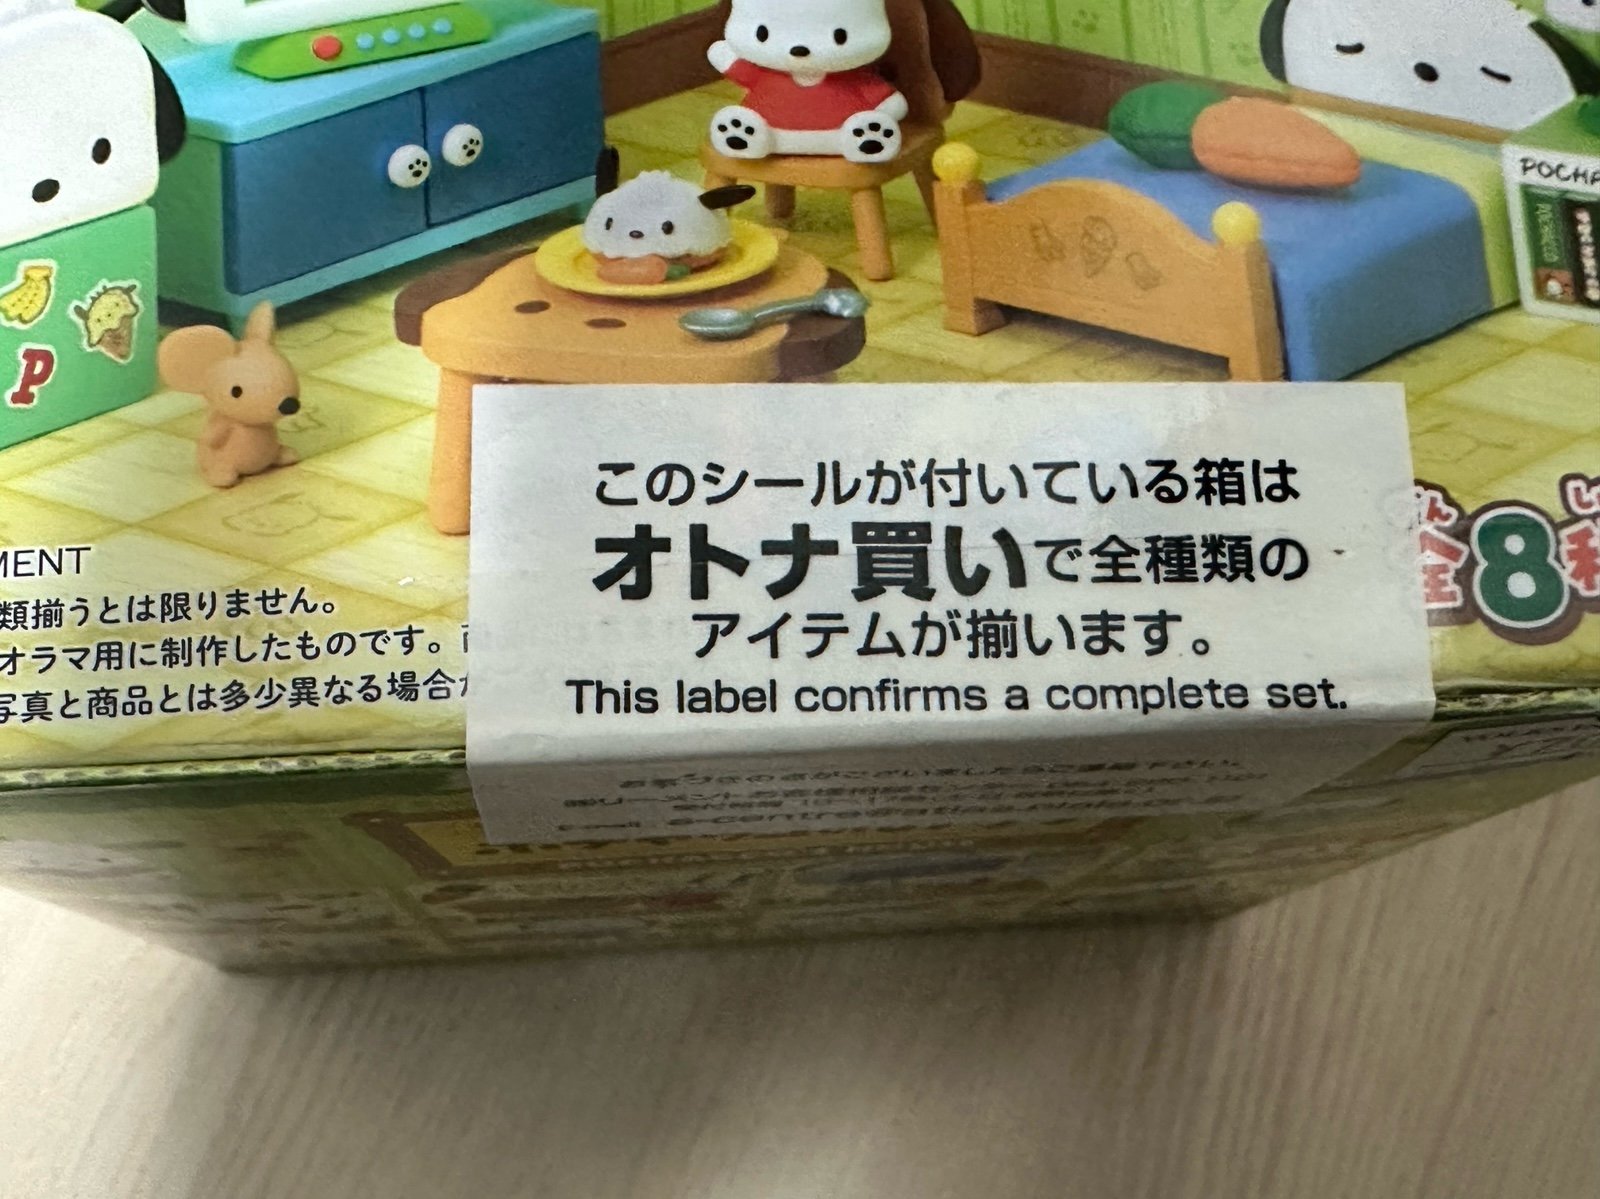 P
POCHA
MENT
類揃うとは限りません。
オラマ用に制作したものです。
写真と商品とは多少異なる場合
このシールが付いている箱は
オトナ買いで全種類の
アイテムが揃います。
This label confirms a complete set.
全8種